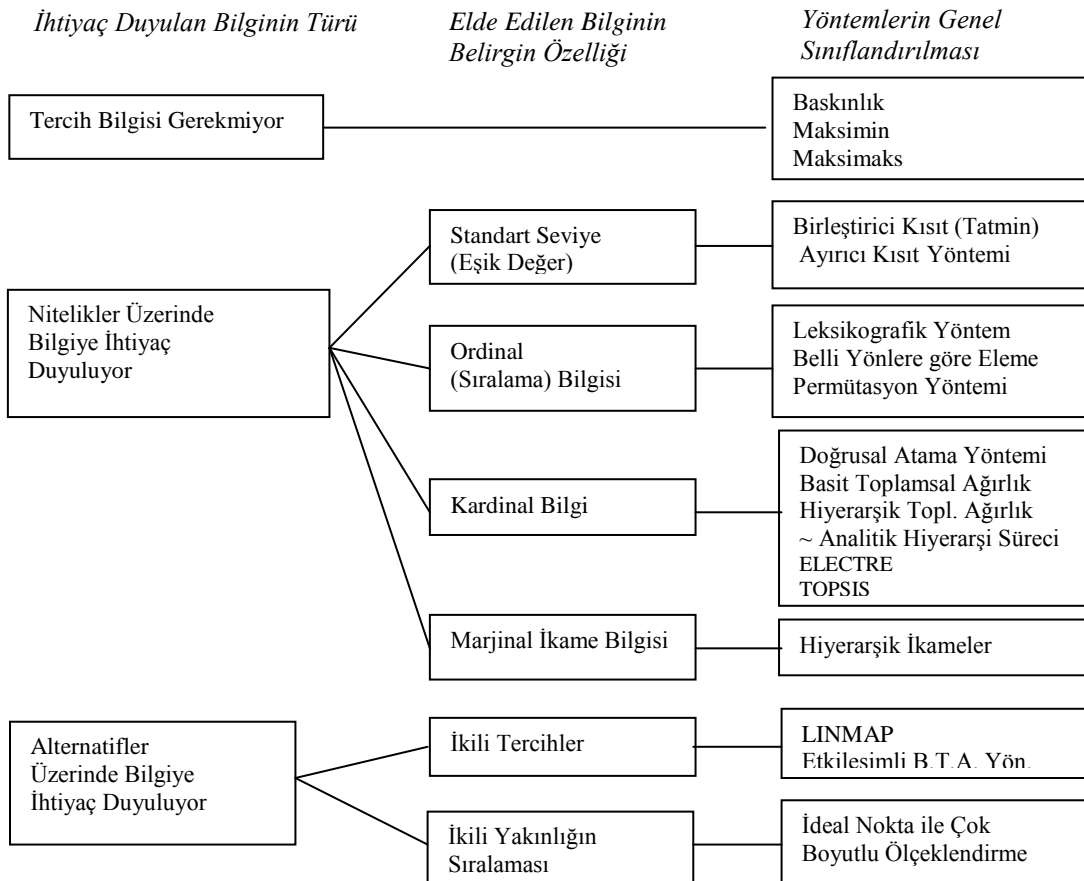 İhtiyaç Duyulan Bilginin Türü
Elde Edilen Bilginin
Belirgin Özelliği
Yöntemlerin Genel
Sınıflandırılması
Tercih Bilgisi Gerekmiyor
Baskınlık
Maksimin
Maksimaks
Nitelikler Üzerinde
Bilgiye İhtiyaç
Duyuluyor
Standart Seviye
(Eşik Değer)
Birleştirici Kısıt (Tatmin)
Ayırıcı Kısıt Yöntemi
Ordinal
(Sıralama) Bilgisi
Leksikografik Yöntem
Belli Yönlere göre Eleme
Permütasyon Yöntemi
Kardinal Bilgi
Doğrusal Atama Yöntemi
Basit Toplamsal Ağırlık
Hiyerarşik Topl. Ağırlık
~ Analitik Hiyerarşi Süreci
ELECTRE
TOPSIS
Marjinal İkame Bilgisi
Hiyerarşik İkameler
Alternatifler
Üzerinde Bilgiye
İhtiyaç Duyuluyor
İkili Tercihler
LINMAP
Etkileşimli B.T.A. Yön.
İkili Yakınlığın
Sıralaması
İdeal Nokta ile Çok
Boyutlu Ölçeklendirme